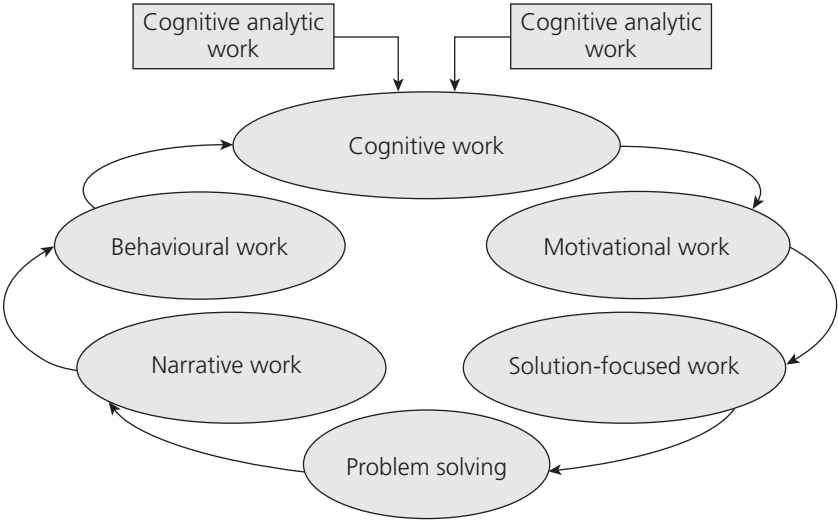 Cognitive analytic
work
Cognitive analytic
work
Cognitive work
Behavioural work
Motivational work
Narrative work
Solution-focused work
Problem solving